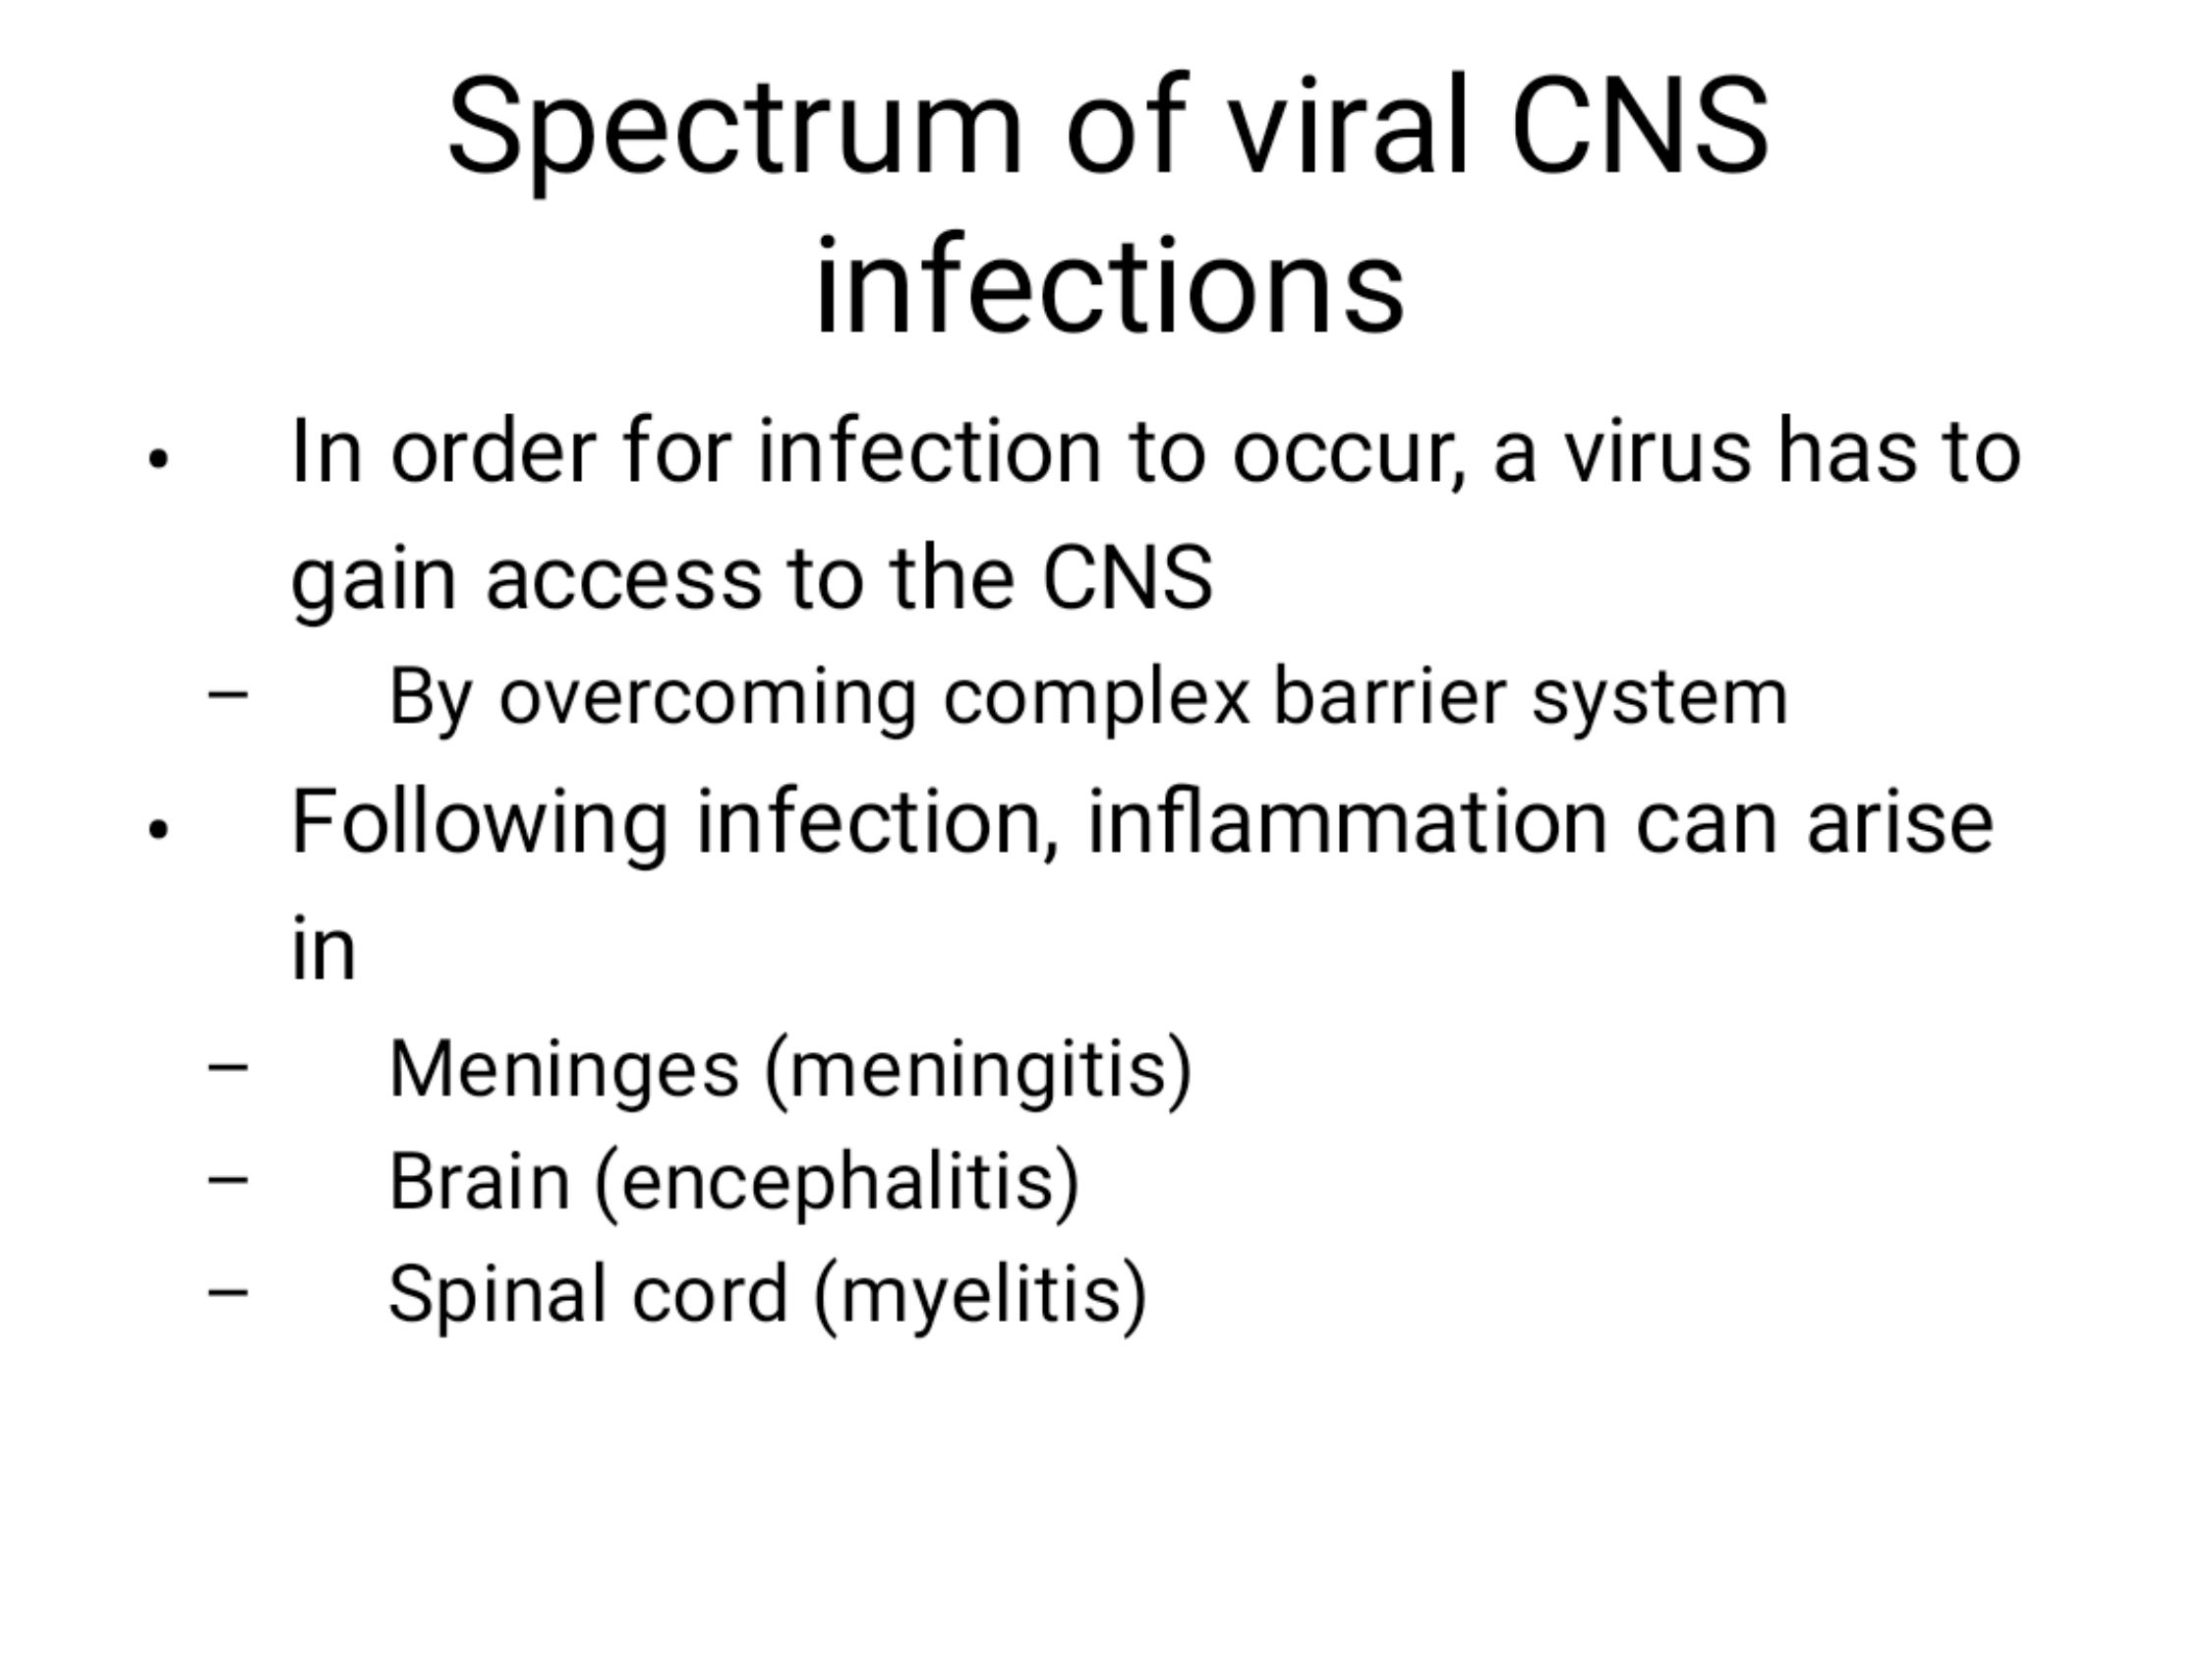 Spectrum of viral CNS
infections
• In order for infection to occur, a virus has to
gain access to the CNS
– By overcoming complex barrier system
• Following infection, inflammation can arise
in
– Meninges (meningitis)
– Brain (encephalitis)
– Spinal cord (myelitis)